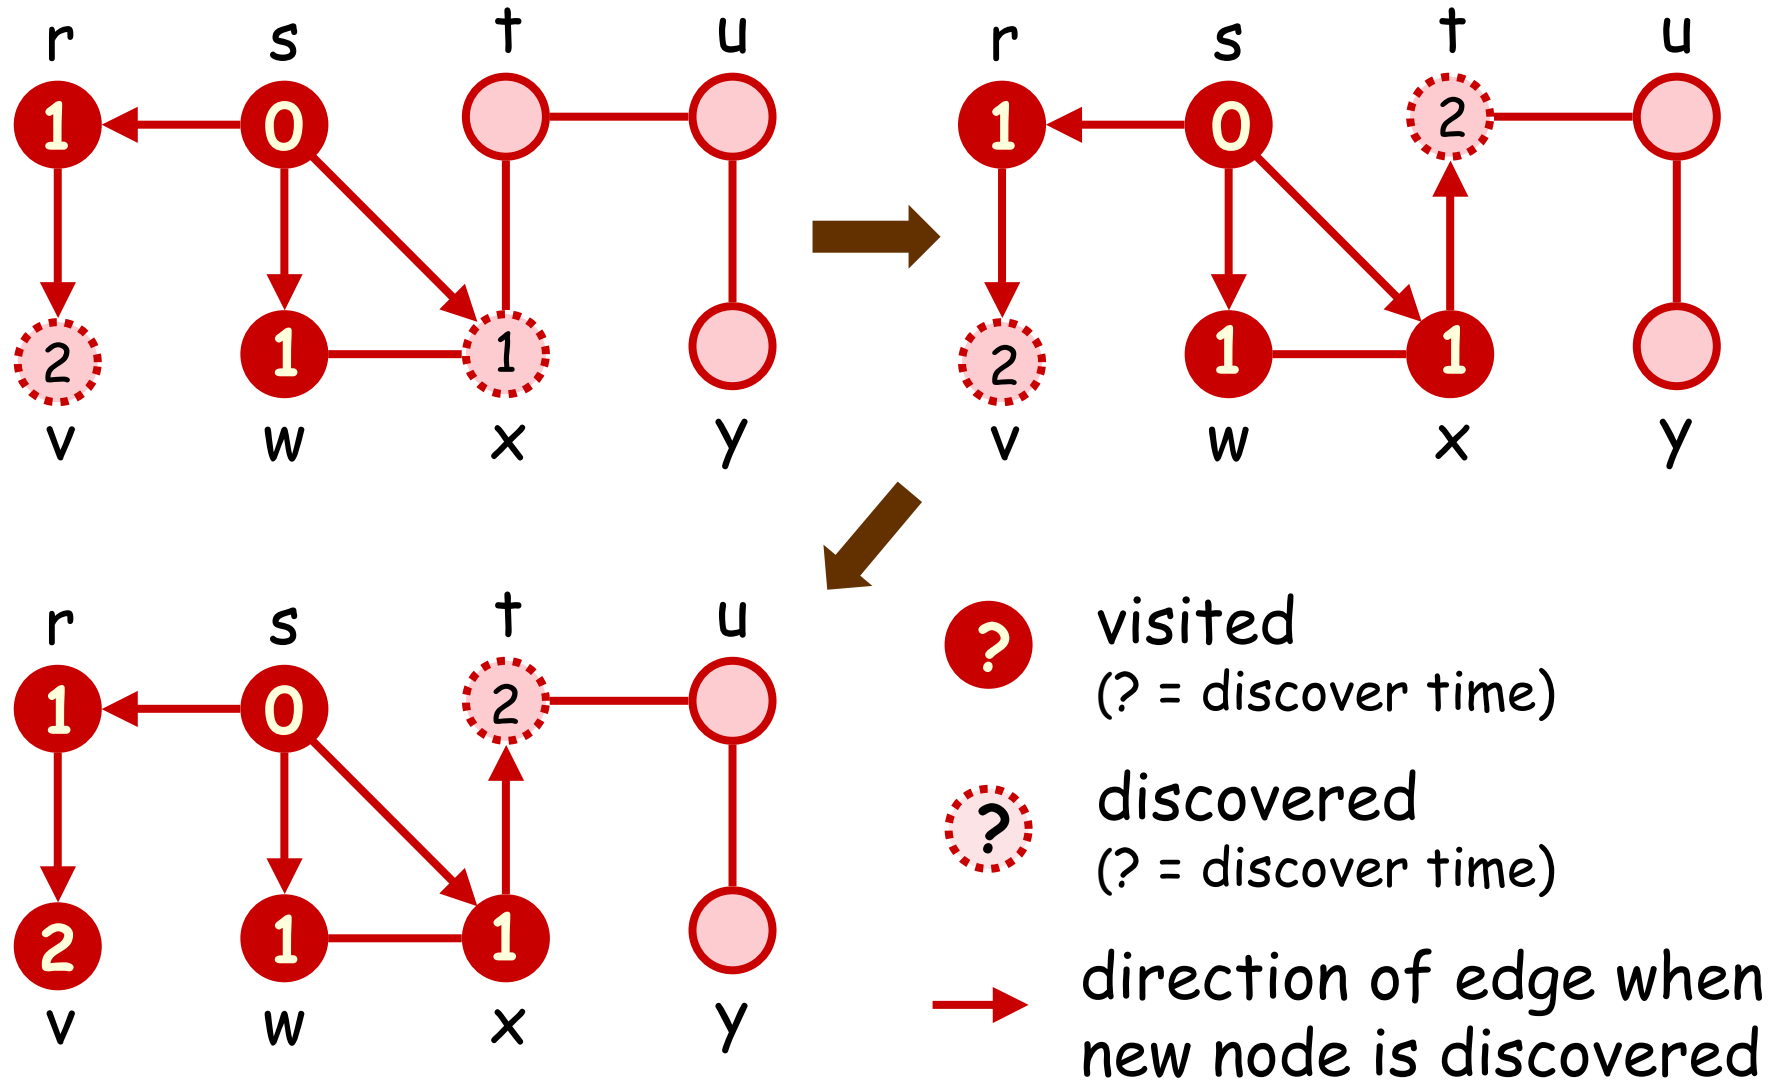 r s t u
1 0
2 1 1
v w x y
r s t u
1 0 2
2 1 1
v w x y
r s t u
1 0 2
2 1 1
v w x y
? visited
(? = discover time)
? discovered
(? = discover time)
direction of edge when
new node is discovered